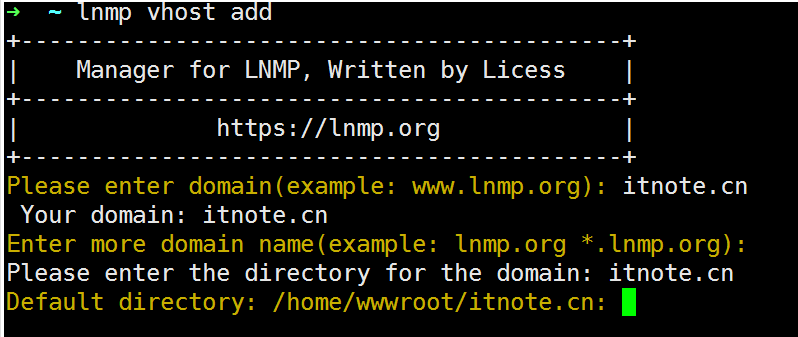 ➜  ~ lnmp vhost add
+-------------------------------------------+
|    Manager for LNMP, Written by Licess    |
+-------------------------------------------+
|              https://lnmp.org             |
+-------------------------------------------+
Please enter domain(example: www.lnmp.org): itnote.cn
 Your domain: itnote.cn
Enter more domain name(example: lnmp.org *.lnmp.org):
Please enter the directory for the domain: itnote.cn
Default directory: /home/wwwroot/itnote.cn: